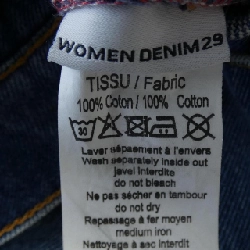 WOMEN DENIM 29
TISSU / Fabric
100% Coton / 100% Cotton
30
Laver séparément à l'envers
Wash separately inside out
javel interdite
do not bleach
Ne pas sécher en tambour
do not dry
Repassage à fer moyen
medium iron
Nettoyage à sec interdit